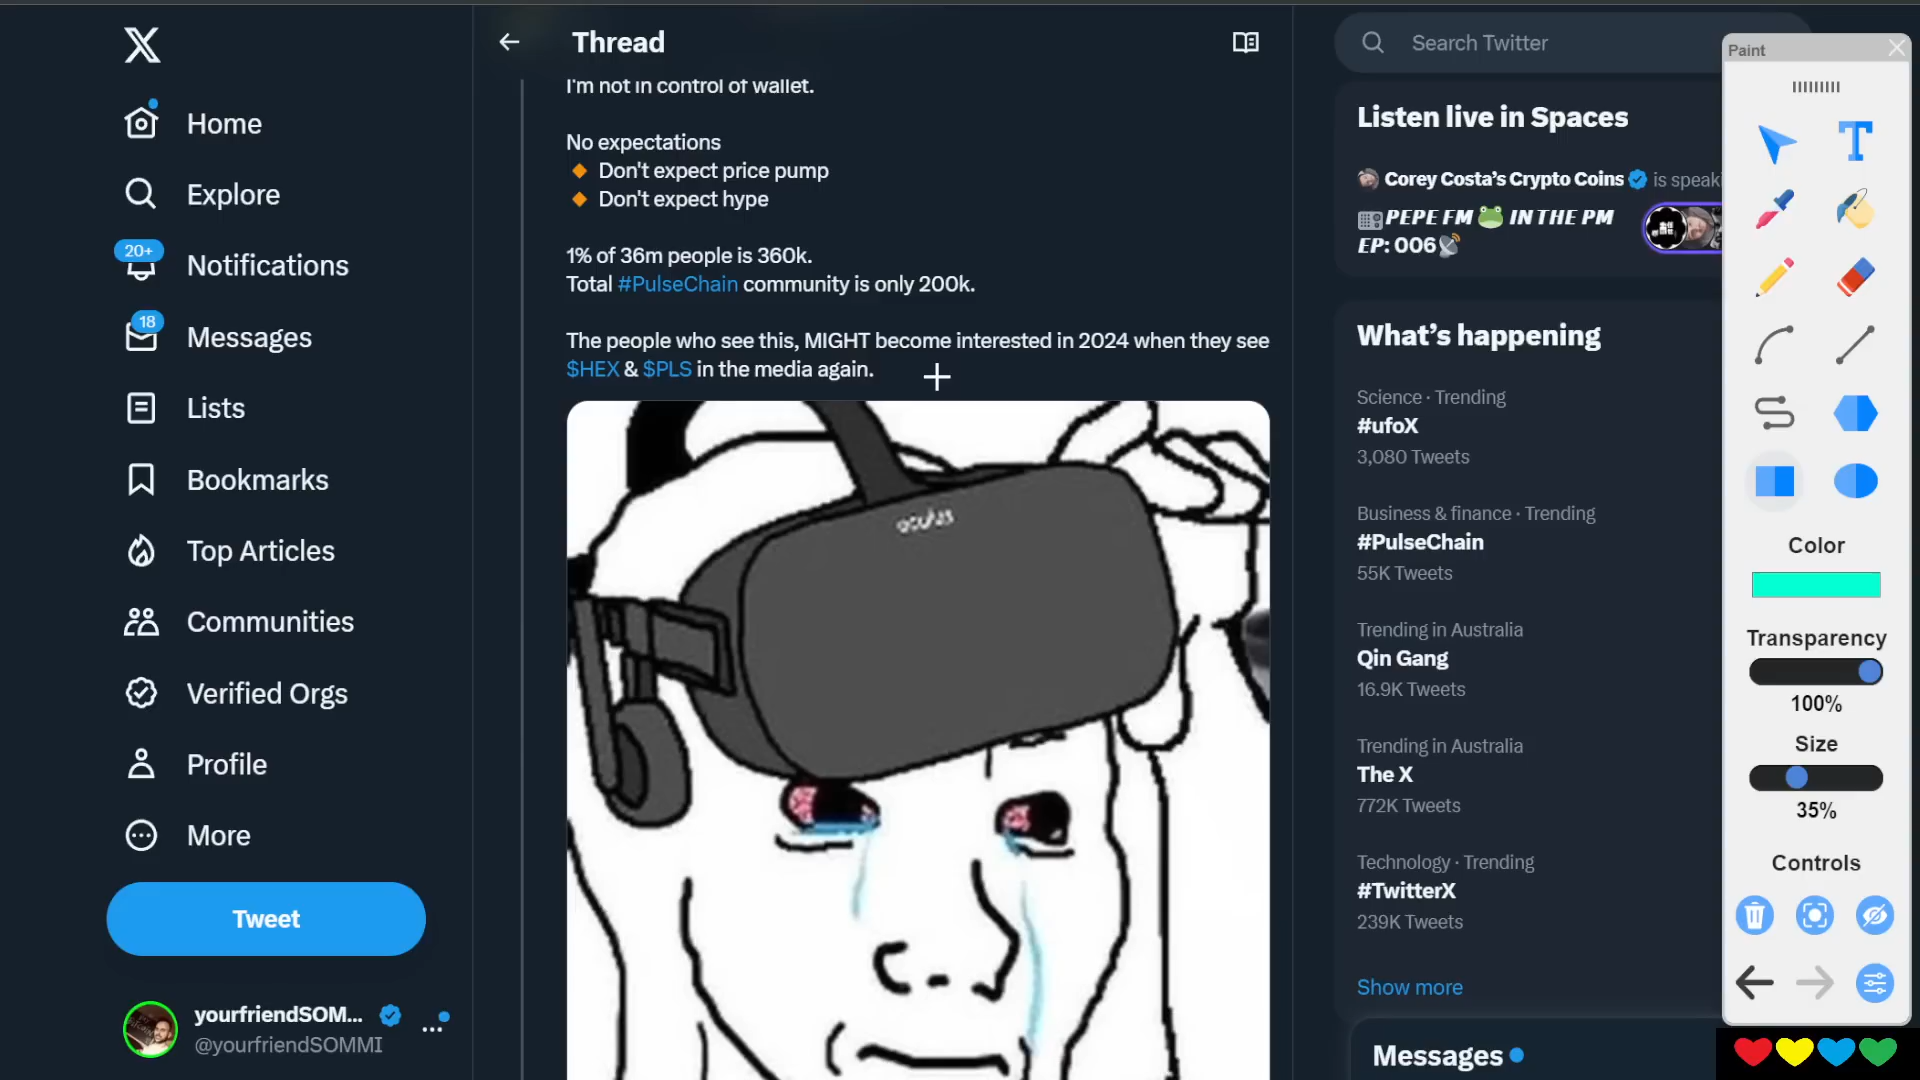 Thread
Search Twitter
Home
Explore
20+
Notifications
18
Messages
Lists
Bookmarks
Top Articles
Communities
Verified Orgs
Profile
More
Tweet
yourfriendSOM...
@yourfriendSOMMI
I'm not in control of wallet.
No expectations
Don't expect price pump
Don't expect hype
1% of 36m people is 360k.
Total #PulseChain community is only 200k.
The people who see this, MIGHT become interested in 2024 when they see
$HEX & $PLS in the media again.
oculus
Listen live in Spaces
Corey Costa's Crypto Coins is speaki
PEPE FM IN THE PM
EP: 006
What's happening
Science · Trending
#ufoX
3,080 Tweets
Business & finance · Trending
#PulseChain
55K Tweets
Trending in Australia
Qin Gang
16.9K Tweets
Trending in Australia
The X
772K Tweets
Technology · Trending
#TwitterX
239K Tweets
Show more
Messages
Paint
T
Color
Transparency
100%
Size
35%
Controls